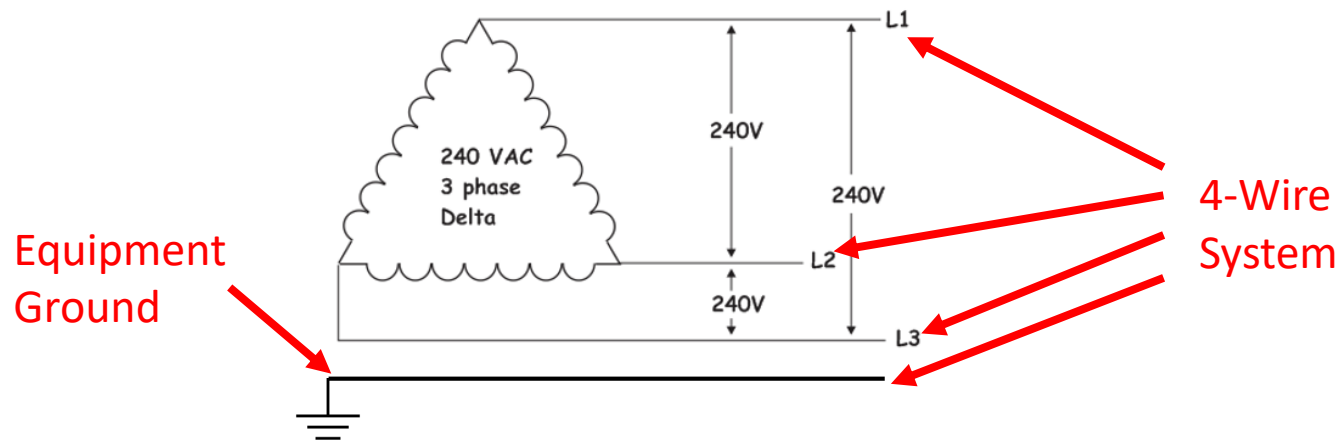 L1
240V
240 VAC
3 phase
Delta
240V
4-Wire
System
Equipment
Ground
L2
240V
L3